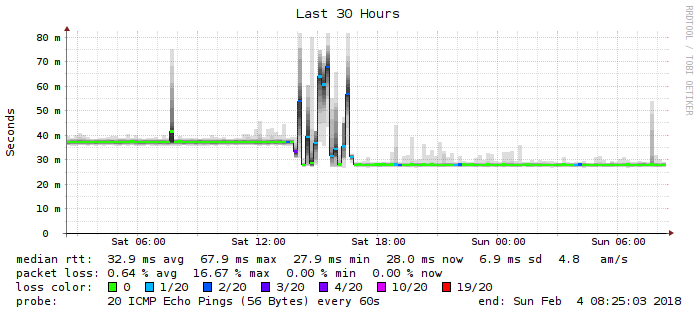 Last 30 Hours
RRDTOOL / TOBI OETIKER
Seconds
80 m
70 m
60 m
50 m
40 m
30 m
20 m
10 m
0
Sat 06:00 Sat 12:00 Sat 18:00 Sun 00:00 Sun 06:00
median rtt: 32.9 ms avg 67.9 ms max 27.9 ms min 28.0 ms now 6.9 ms sd 4.8 am/s
packet loss: 0.64 % avg 16.67 % max 0.00 % min 0.00 % now
loss color: 0 1/20 2/20 3/20 4/20 10/20 19/20
probe: 20 ICMP Echo Pings (56 Bytes) every 60s end: Sun Feb 4 08:25:03 2018